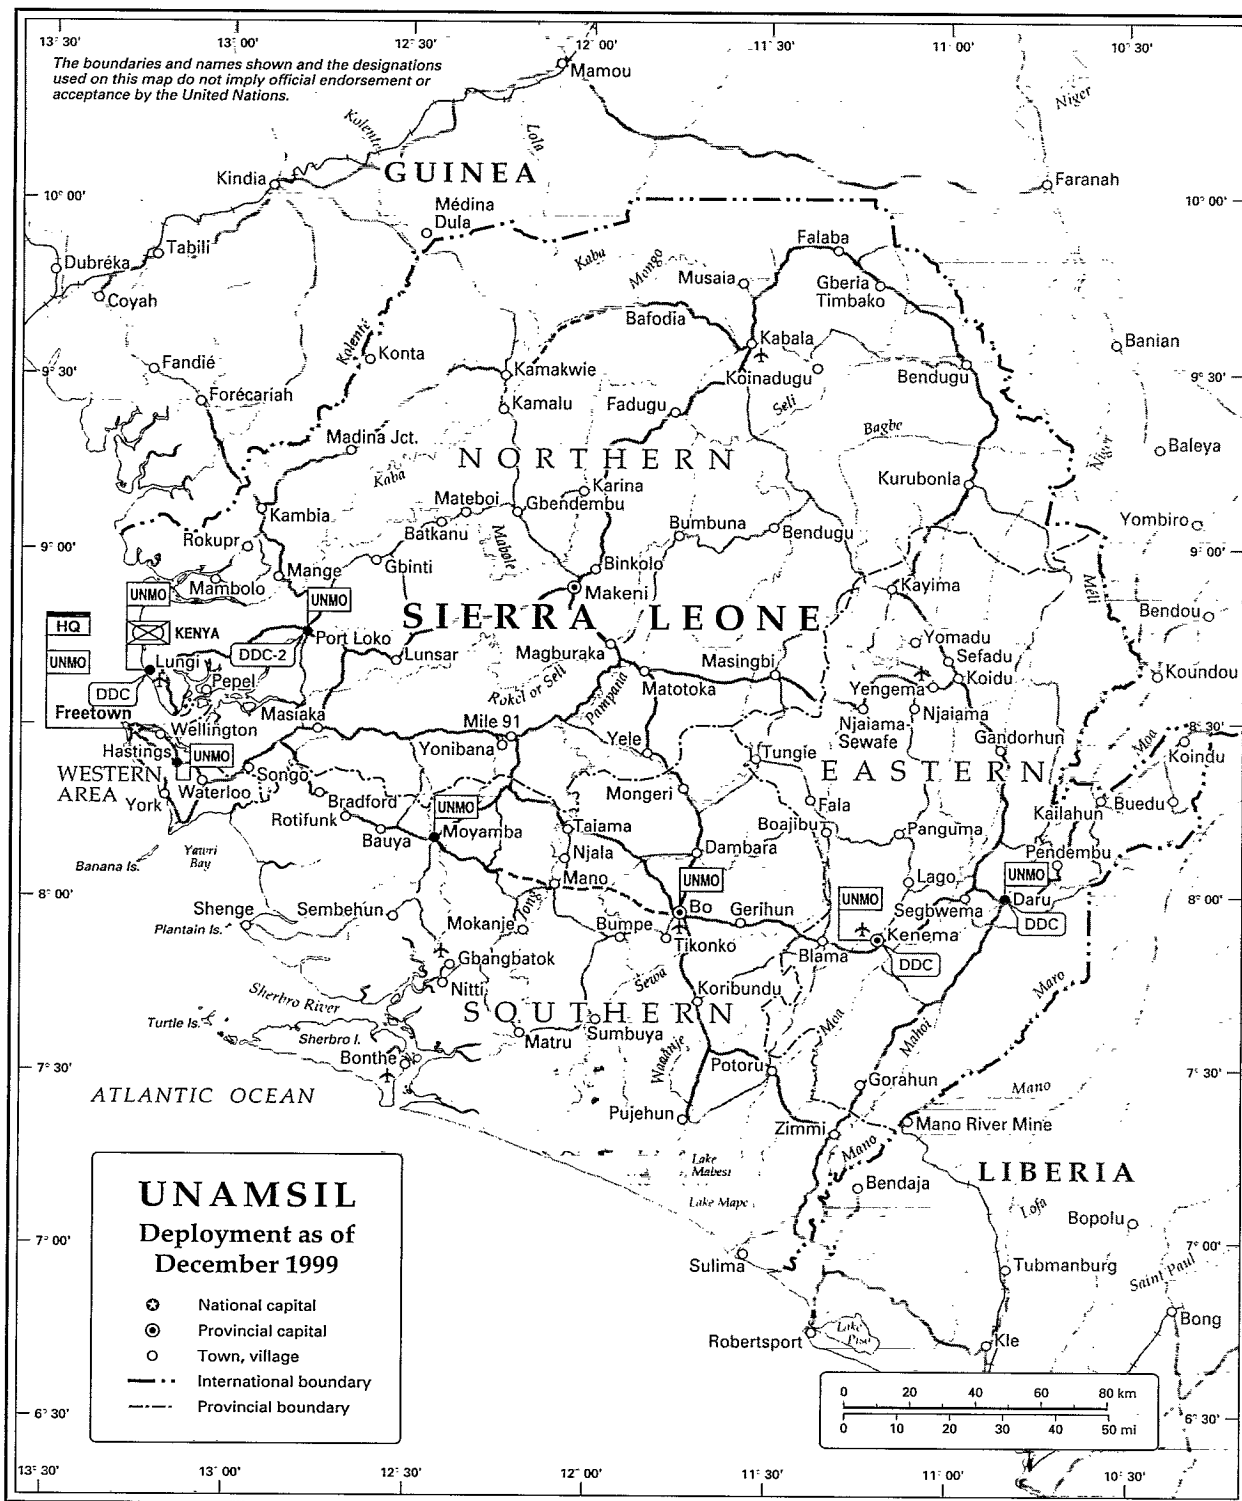 13° 30'
13° 00'
12° 30'
12° 00'
11° 30'
11° 00'
10° 30'
The boundaries and names shown and the designations
used on this map do not imply official endorsement or
acceptance by the United Nations.
Mamou
Niger
Kolenté
Lola
GUINEA
Kindia
Faranah
10° 00'
10° 00'
Médina
Dula
Falaba
Tabili
Kaba
Mongo
Dubréka
Musaia
Gberia
Timbako
Coyah
Bafodia
Kolenté
Konta
Kabala
Banian
Fandié
9° 30'
Kamakwie
Koinadugu
Bendugu
9° 30'
Forécariah
Kamalu
Fadugu
Seli
Madina Jct.
Bagbe
Niger
Baleya
NORTHERN
Kaba
Karina
Kurubonla
Mateboi
Gbendembu
Kambia
Batkanu
Bumbuna
Bendugu
Yombiro
Rokupr
Mabole
9° 00'
9° 00'
Mange
Gbinti
Binkolo
Mambolo
Kayima
Méli
UNMO
UNMO
Makeni
Bendou
HQ
SIERRA LEONE
KENYA
Port Loko
Yomadu
UNMO
DDC-2
Lunsar
Magburaka
Masingbi
Sefadu
Lungi
Koidu
Koundou
DDC
Pepel
Rokel or Seli
Pampana
Matotoka
Yengema
Freetown
Masiaka
Mile 91
Njaiama-
Sewafe
Njaiama
8° 30'
Wellington
Yonibana
Yele
Gandorhun
Moa
Hastings
UNMO
Tungie
Koindu
WESTERN
AREA
Songo
EASTERN
Waterloo
York
Bradford
UNMO
Mongeri
Fala
Kailahun
Buedu
Rotifunk
Moyamba
Taiama
Boajibu
Panguma
Bauya
Yawri
Bay
Njala
Dambara
Pendembu
Banana Is.
Mano
UNMO
Lago
UNMO
8° 00'
8° 00'
UNMO
Shenge
Sembehun
Jong
Bo
Gerihun
Segbwema
Daru
Plantain Is.
Mokanje
Bumpe
Tikonko
Kenema
DDC
Blama
DDC
Gbangbatok
Sewa
Nitti
Koribundu
Moro
Sherbro River
SOUTHERN
Turtle Is.
Sherbro I.
Sumbuya
Moa
Mahoi
Matru
Waanje
Bonthe
Potoru
7° 30'
7° 30'
Gorahun
ATLANTIC OCEAN
Mano
Pujehun
Mano River Mine
Zimmi
Mano
Lake
Mabesi
LIBERIA
Bendaja
Lake Mape
Lofa
Bopolu
UNAMSIL
Deployment as of
December 1999
7° 00'
7° 00'
Sulima
Tubmanburg
Saint Paul
National capital
Provincial capital
Bong
Lake
Piso
Robertsport
Kle
Town, village
International boundary
Provincial boundary
0 20 40 60 80 km
0 10 20 30 40 50 mi
6° 30'
6° 30'
13° 30'
13° 00'
12° 30'
12° 00'
11° 30'
11° 00'
10° 30'